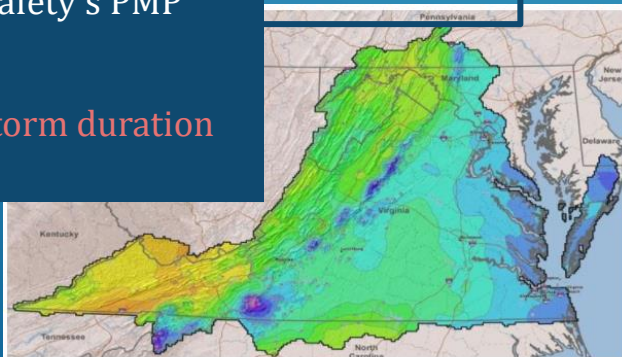 afety's PMP
torm duration
Pennsylvania
Maryland
New
Jersey
Delaware
Virginia
Kentucky
Tennessee
North
Carolina